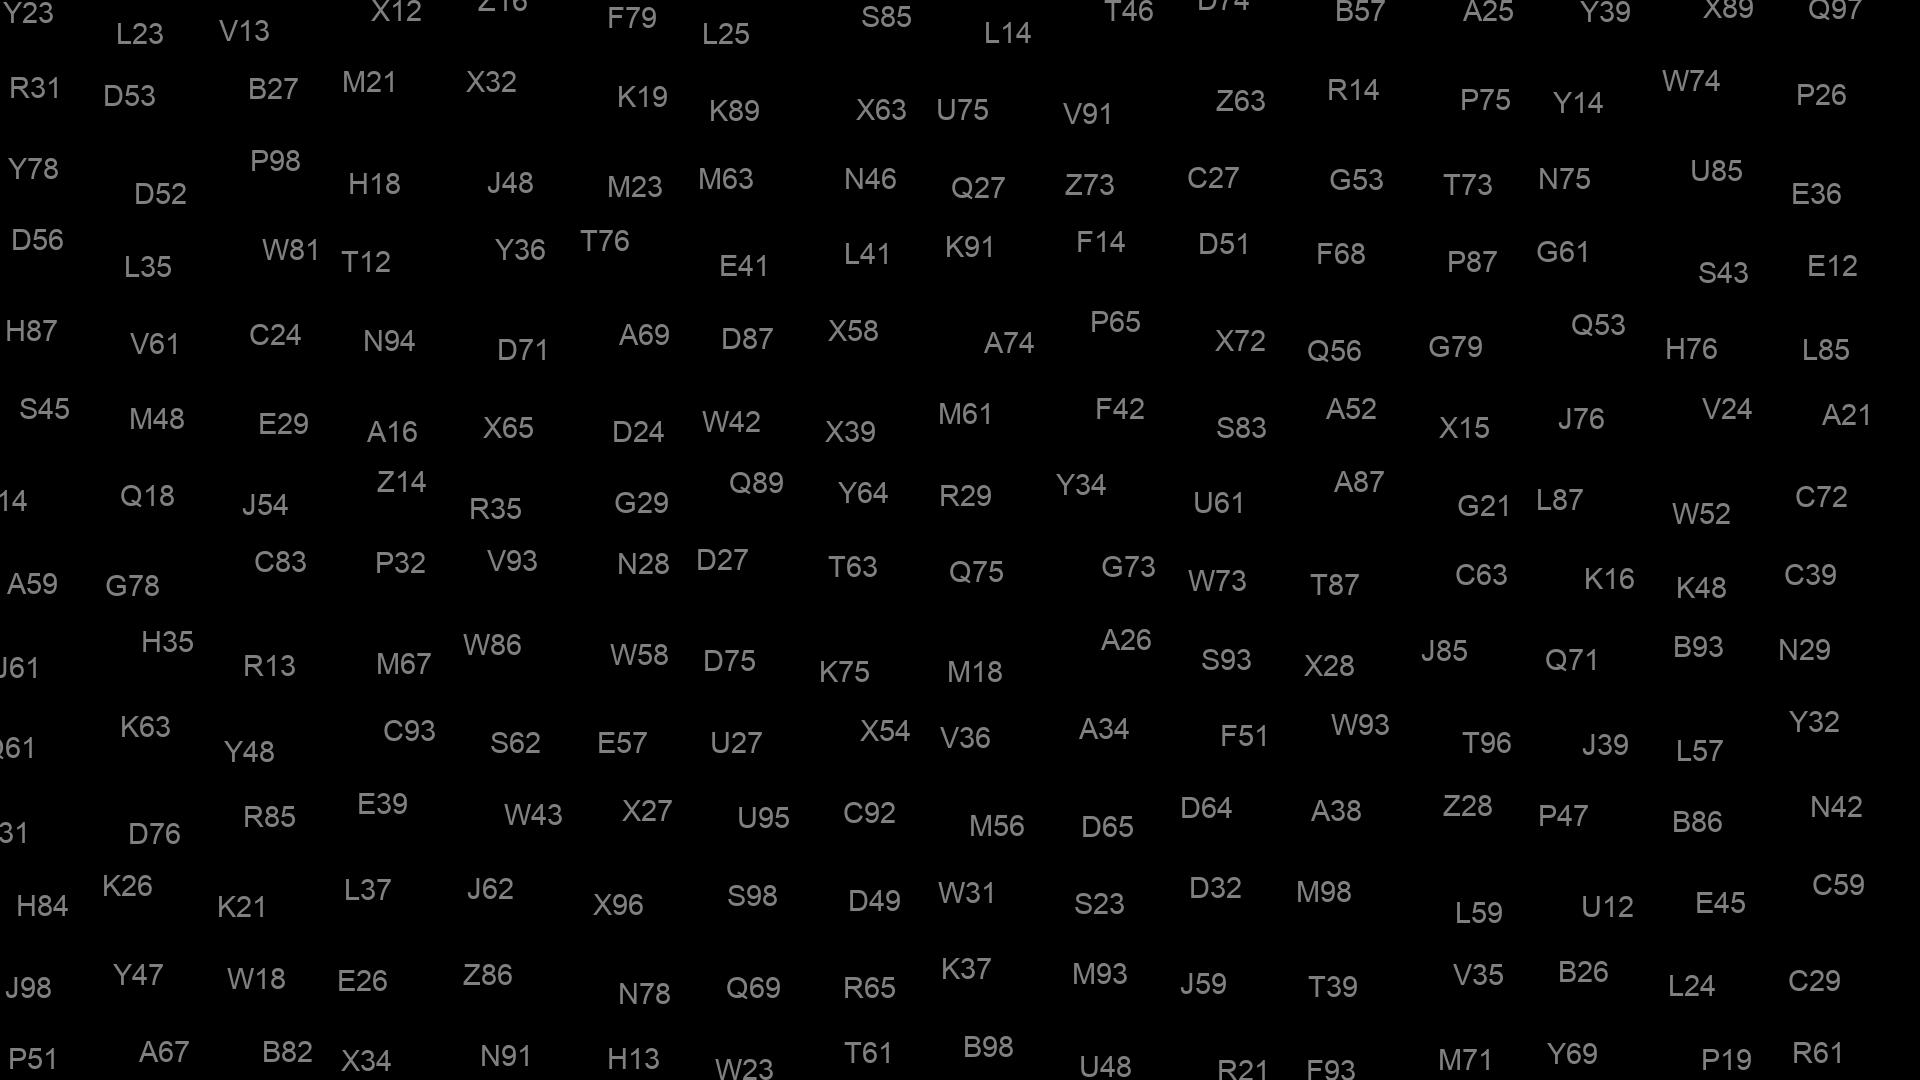 Y23 L23 V13 X12 Z16 F79 L25 S85 L14 T46 D74 B57 A25 Y39 X89 Q97
R31 D53 B27 M21 X32 K19 K89 X63 U75 V91 Z63 R14 P75 Y14 W74 P26
Y78 D52 P98 H18 J48 M23 M63 N46 Q27 Z73 C27 G53 T73 N75 U85 E36
D56 L35 W81 T12 Y36 T76 E41 L41 K91 F14 D51 F68 P87 G61 S43 E12
H87 V61 C24 N94 D71 A69 D87 X58 A74 P65 X72 Q56 G79 Q53 H76 L85
S45 M48 E29 A16 X65 D24 W42 X39 M61 F42 S83 A52 X15 J76 V24 A21
14 Q18 J54 Z14 R35 G29 Q89 Y64 R29 Y34 U61 A87 G21 L87 W52 C72
A59 G78 C83 P32 V93 N28 D27 T63 Q75 G73 W73 T87 C63 K16 K48 C39
J61 H35 R13 M67 W86 W58 D75 K75 M18 A26 S93 X28 J85 Q71 B93 N29
Q61 K63 Y48 C93 S62 E57 U27 X54 V36 A34 F51 W93 T96 J39 L57 Y32
31 D76 R85 E39 W43 X27 U95 C92 M56 D65 D64 A38 Z28 P47 B86 N42
H84 K26 K21 L37 J62 X96 S98 D49 W31 S23 D32 M98 L59 U12 E45 C59
J98 Y47 W18 E26 Z86 N78 Q69 R65 K37 M93 J59 T39 V35 B26 L24 C29
P51 A67 B82 X34 N91 H13 W23 T61 B98 U48 R21 F93 M71 Y69 P19 R61